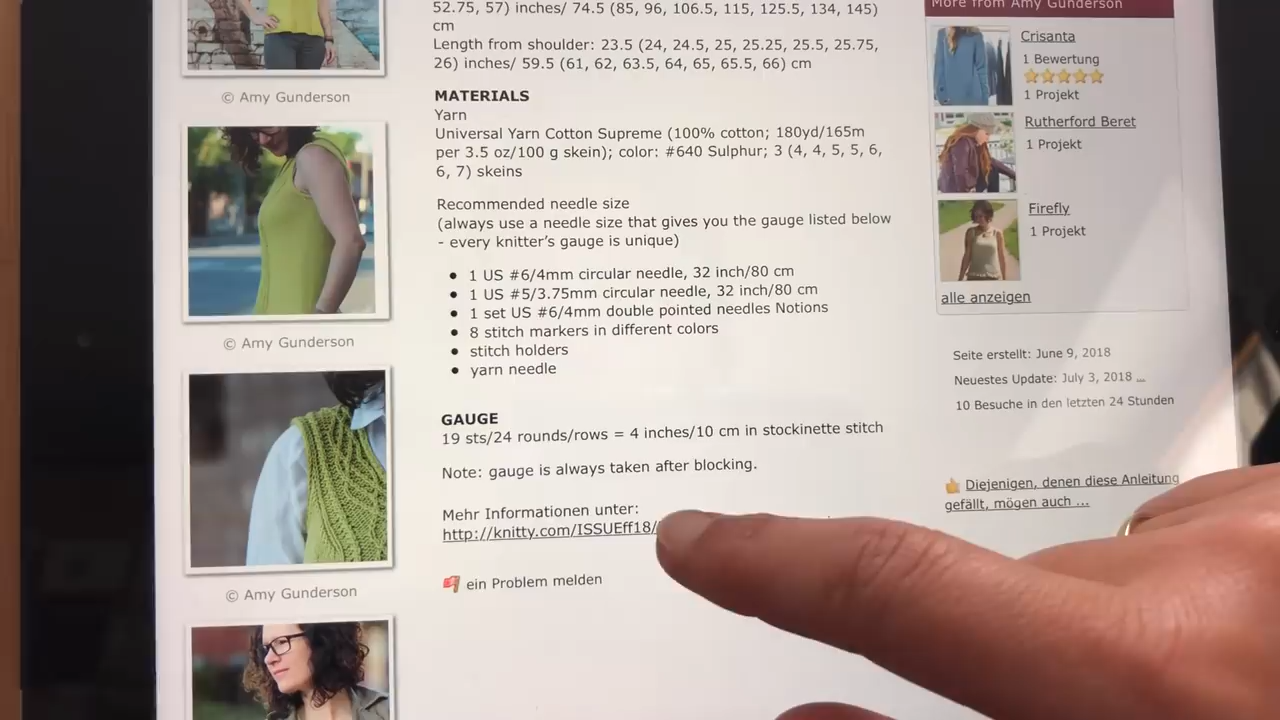 52.75, 57) inches/ 74.5 (85, 96, 106.5, 115, 125.5, 134, 145)
cm
Length from shoulder: 23.5 (24, 24.5, 25, 25.25, 25.5, 25.75,
26) inches/ 59.5 (61, 62, 63.5, 64, 65, 65.5, 66) cm
MATERIALS
Yarn
Universal Yarn Cotton Supreme (100% cotton; 180yd/165m
per 3.5 oz/100 g skein); color: #640 Sulphur; 3 (4, 4, 5, 5, 6,
6, 7) skeins
Recommended needle size
(always use a needle size that gives you the gauge listed below
- every knitter's gauge is unique)
• 1 US #6/4mm circular needle, 32 inch/80 cm
• 1 US #5/3.75mm circular needle, 32 inch/80 cm
• 1 set US #6/4mm double pointed needles Notions
• 8 stitch markers in different colors
• stitch holders
• yarn needle
GAUGE
19 sts/24 rounds/rows = 4 inches/10 cm in stockinette stitch
Note: gauge is always taken after blocking.
Mehr Informationen unter:
http://knitty.com/ISSUEff18/
ein Problem melden
© Amy Gunderson
© Amy Gunderson
© Amy Gunderson
More from Amy Gunderson
Crisanta
1 Bewertung
1 Projekt
Rutherford Beret
1 Projekt
Firefly
1 Projekt
alle anzeigen
Seite erstellt: June 9, 2018
Neuestes Update: July 3, 2018 ...
10 Besuche in den letzten 24 Stunden
Diejenigen, denen diese Anleitung
gefällt, mögen auch ...